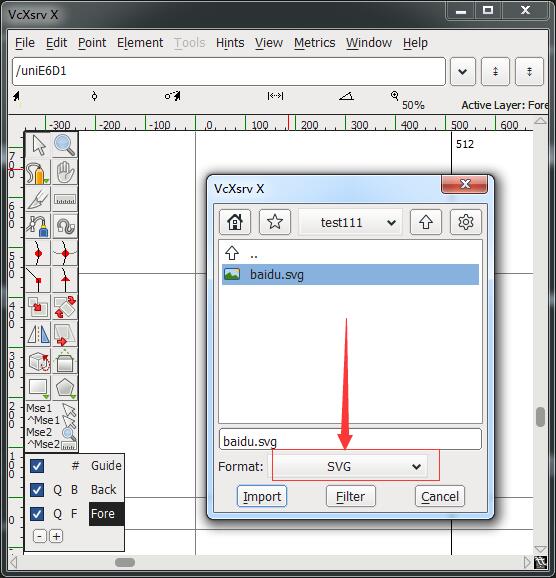 VcXsrv X
File Edit Point Element Tools Hints View Metrics Window Help
/uniE6D1
50% Active Layer: Fore
-300 -200 -100 0 100 200 300 400 500 600
512
VcXsrv X
test111
..
baidu.svg
baidu.svg
Format: SVG
Import Filter Cancel
700
600
500
400
300
200
100
0
Mse1
^Mse1
Mse2
^Mse2
# Guide
Q B Back
Q F Fore